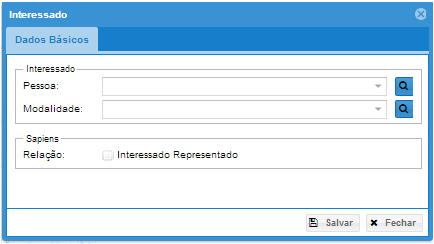 Interessado
Dados Básicos
Interessado
Pessoa:
Modalidade:
Sapiens
Relação: Interessado Representado
Salvar Fechar